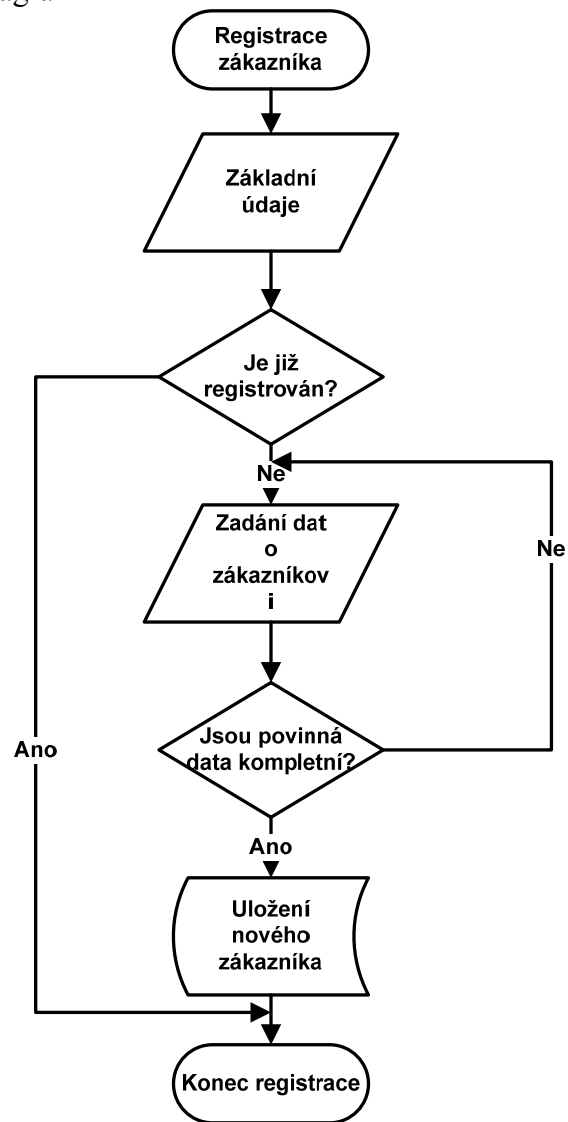 Registrace
zákazníka
Základní
údaje
Je již
registrován?
Ne
Zadání dat
o
zákazníkov
i
Ne
Jsou povinná
data kompletní?
Ano
Ano
Uložení
nového
zákazníka
Konec registrace